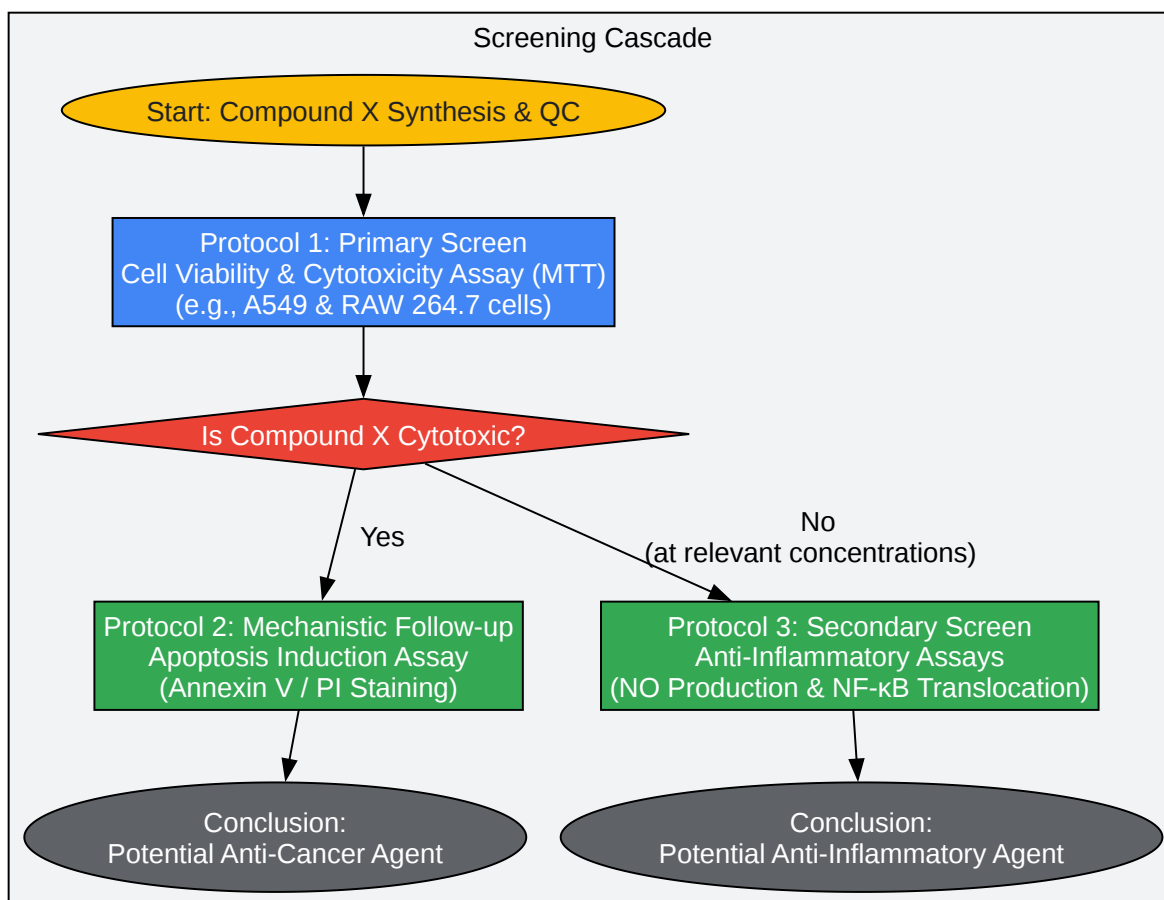 Screening Cascade
Start: Compound X Synthesis & QC
Protocol 1: Primary Screen
Cell Viability & Cytotoxicity Assay (MTT)
(e.g., A549 & RAW 264.7 cells)
Is Compound X Cytotoxic?
Yes
No
(at relevant concentrations)
Protocol 2: Mechanistic Follow-up
Apoptosis Induction Assay
(Annexin V / PI Staining)
Protocol 3: Secondary Screen
Anti-Inflammatory Assays
(NO Production & NF-κB Translocation)
Conclusion:
Potential Anti-Cancer Agent
Conclusion:
Potential Anti-Inflammatory Agent